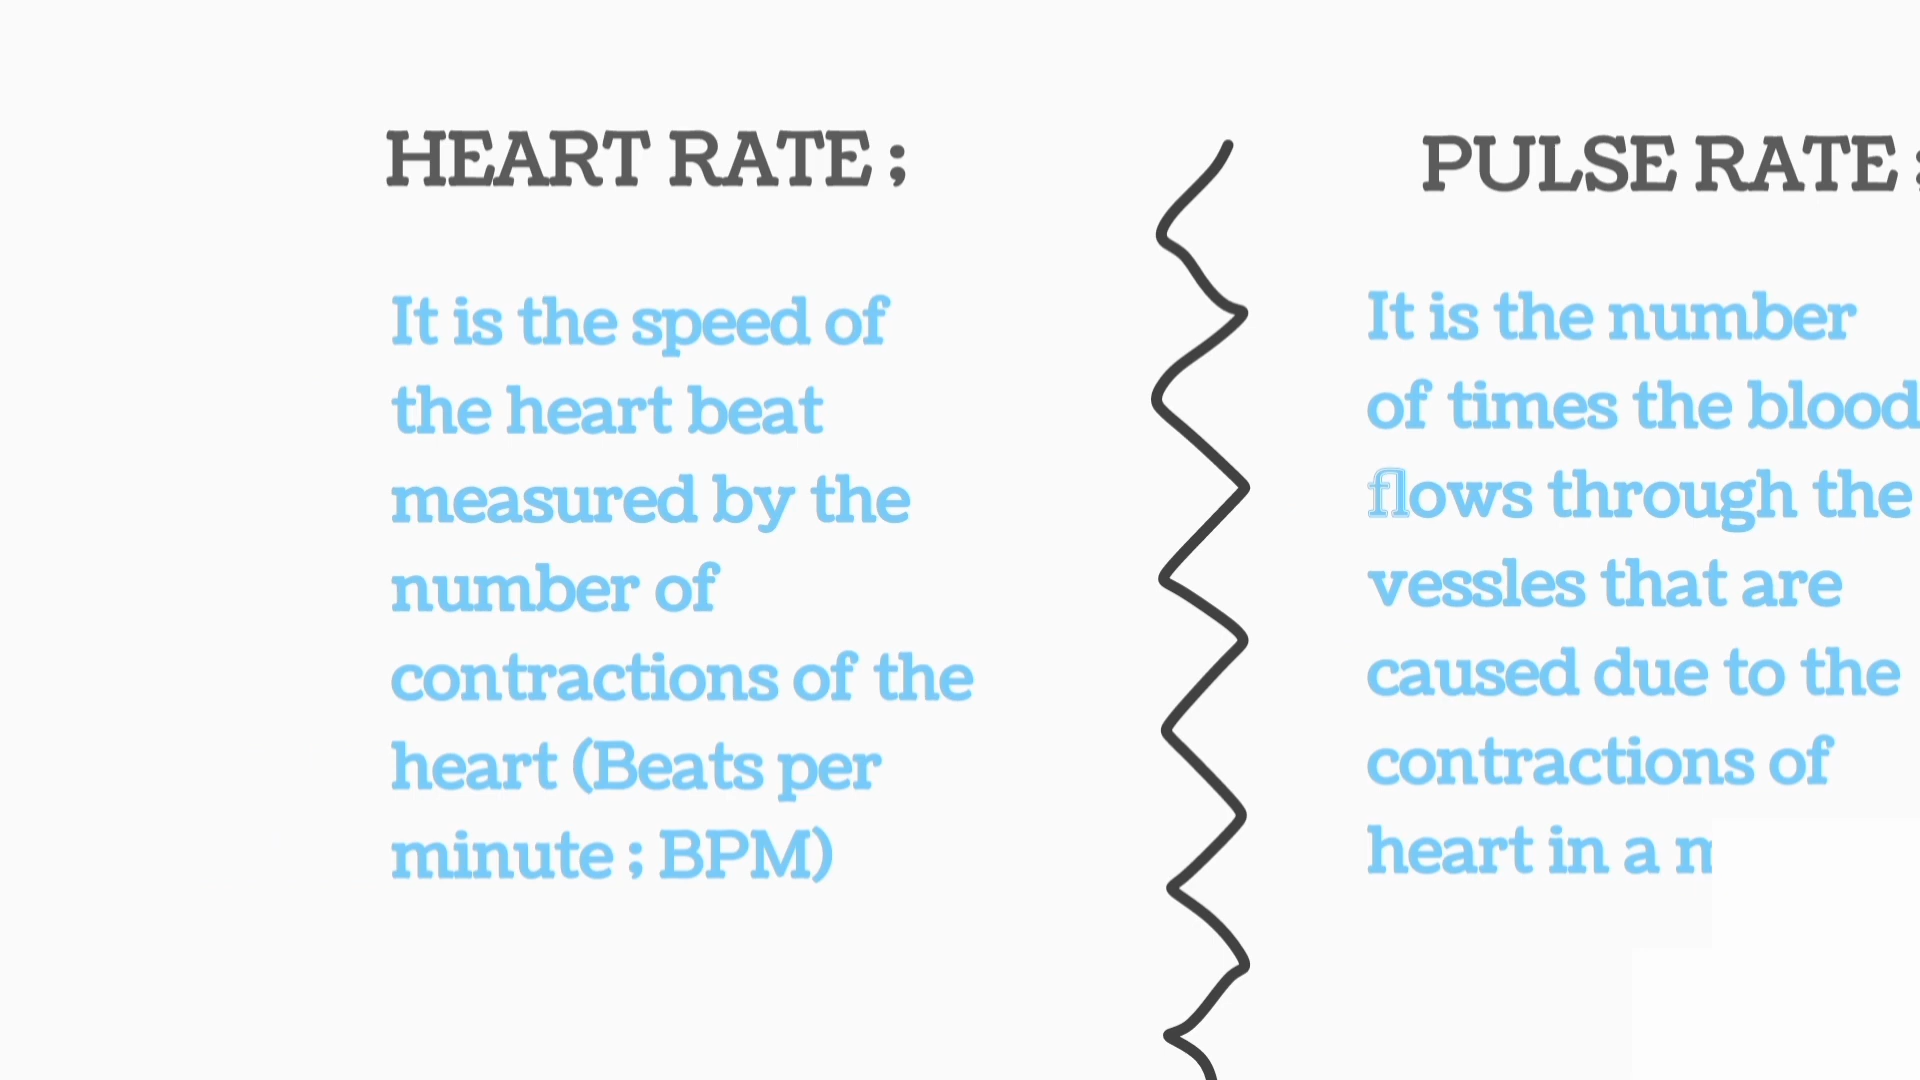 HEART RATE ;
It is the speed of
the heart beat
measured by the
number of
contractions of the
heart (Beats per
minute ; BPM)
PULSE RATE ;
It is the number
of times the blood
flows through the
vessles that are
caused due to the
contractions of
heart in a